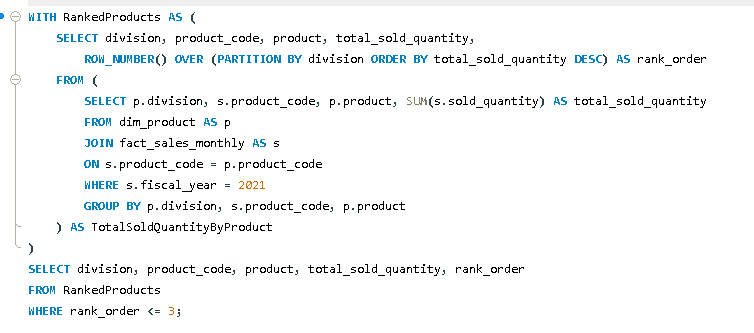 WITH RankedProducts AS (
SELECT division, product_code, product, total_sold_quantity,
ROW_NUMBER() OVER (PARTITION BY division ORDER BY total_sold_quantity DESC) AS rank_order
FROM (
SELECT p.division, s.product_code, p.product, SUM(s.sold_quantity) AS total_sold_quantity
FROM dim_product AS p
JOIN fact_sales_monthly AS s
ON s.product_code = p.product_code
WHERE s.fiscal_year = 2021
GROUP BY p.division, s.product_code, p.product
) AS TotalSoldQuantityByProduct
)
SELECT division, product_code, product, total_sold_quantity, rank_order
FROM RankedProducts
WHERE rank_order <= 3;